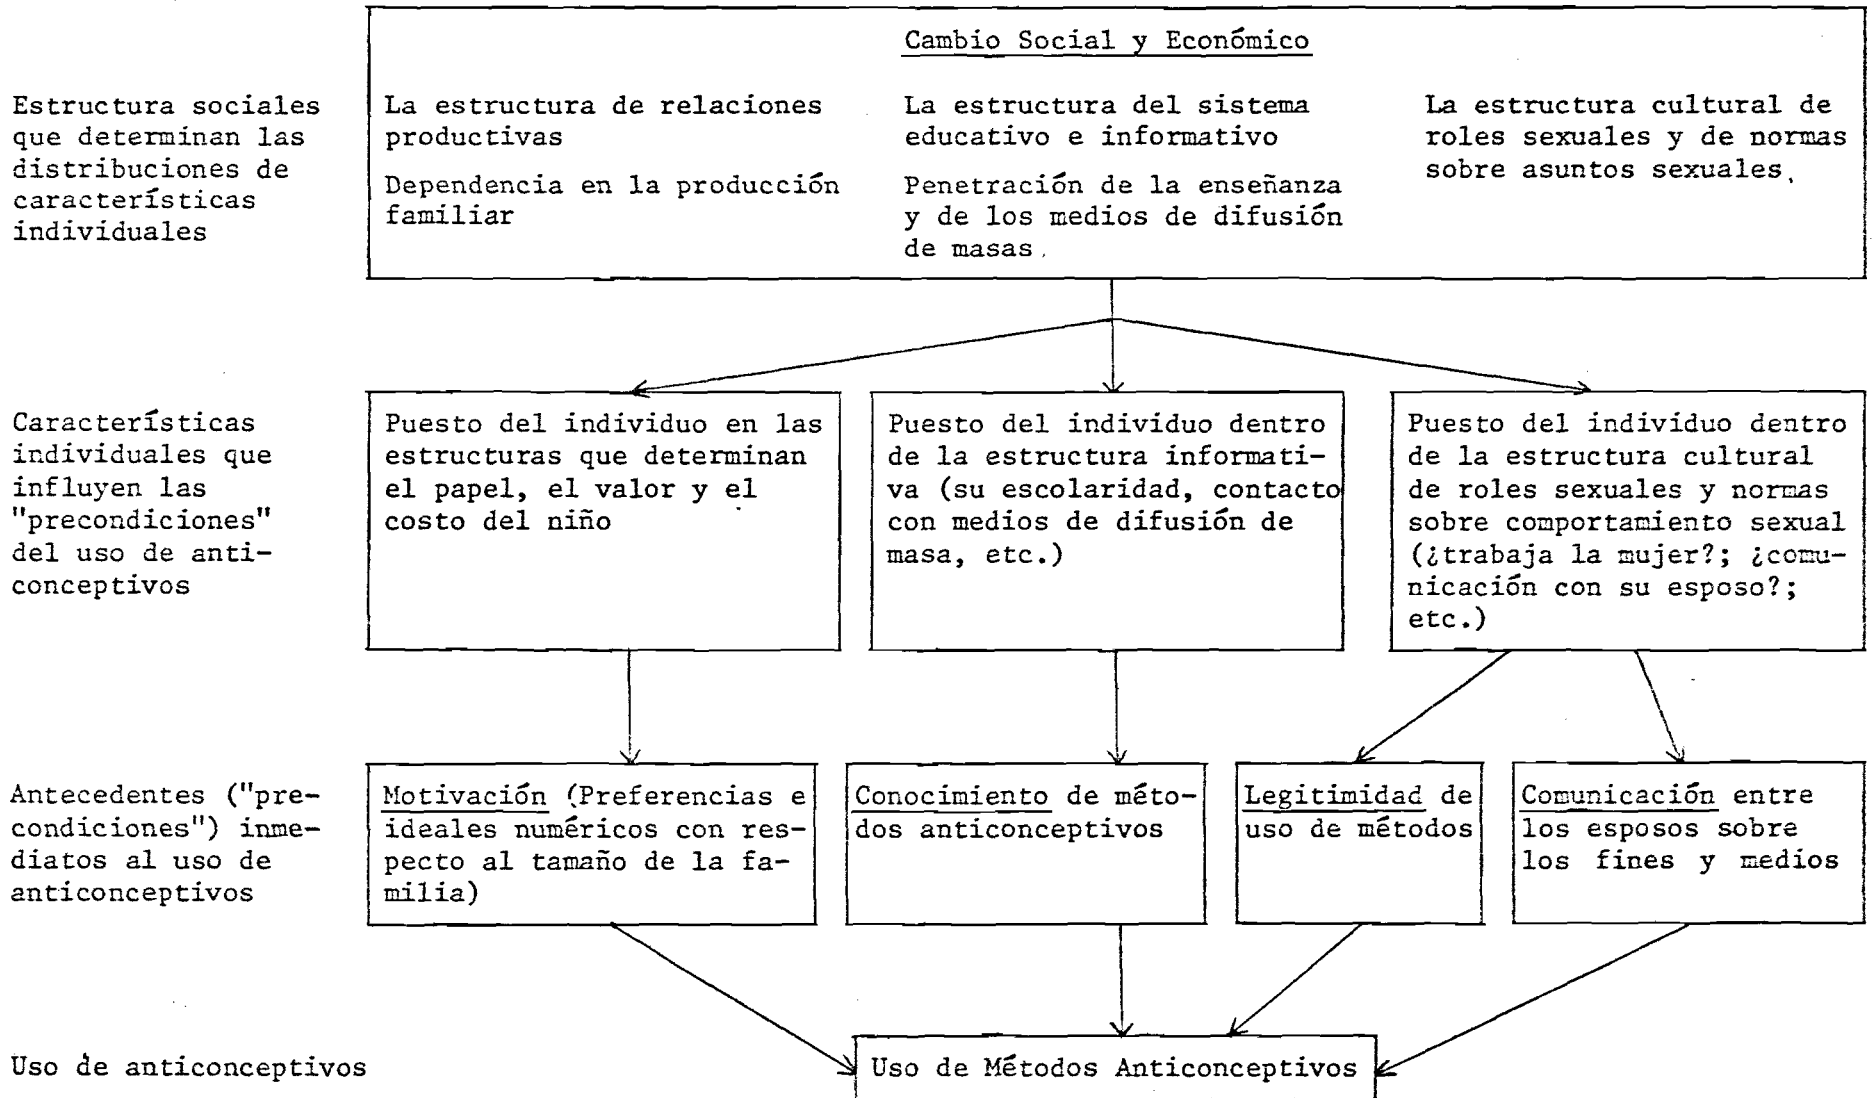 Cambio Social y Económico
Estructura sociales
que determinan las
distribuciones de
características
individuales
La estructura de relaciones
productivas
Dependencia en la producción
familiar
La estructura del sistema
educativo e informativo
Penetración de la enseñanza
y de los medios de difusión
de masas.
La estructura cultural de
roles sexuales y de normas
sobre asuntos sexuales.
Características
individuales que
influyen las
"precondiciones"
del uso de anti-
conceptivos
Puesto del individuo en las
estructuras que determinan
el papel, el valor y el
costo del niño
Puesto del individuo dentro
de la estructura informati-
va (su escolaridad, contacto
con medios de difusión de
masa, etc.)
Puesto del individuo dentro
de la estructura cultural
de roles sexuales y normas
sobre comportamiento sexual
(¿trabaja la mujer?; ¿comu-
nicación con su esposo?;
etc.)
Antecedentes ("pre-
condiciones") inme-
diatos al uso de
anticonceptivos
Motivación (Preferencias e
ideales numéricos con res-
pecto al tamaño de la fa-
milia)
Conocimiento de méto-
dos anticonceptivos
Legitimidad de
uso de métodos
Comunicación entre
los esposos sobre
los fines y medios
Uso de anticonceptivos
Uso de Métodos Anticonceptivos